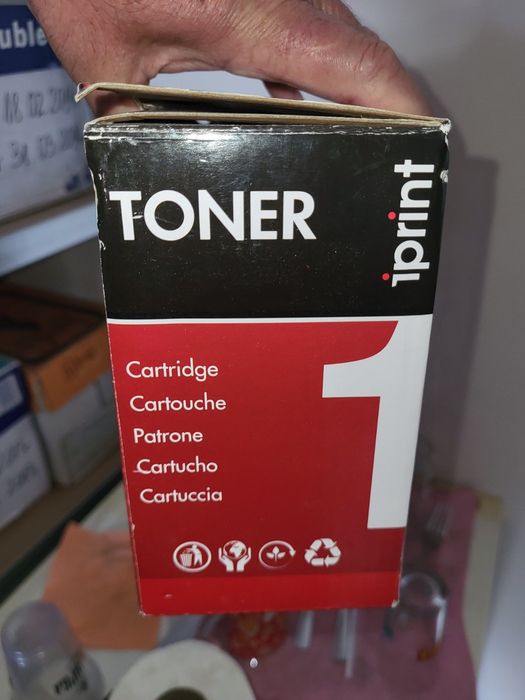 TONER
iprint
1
Cartridge
Cartouche
Patrone
Cartucho
Cartuccia